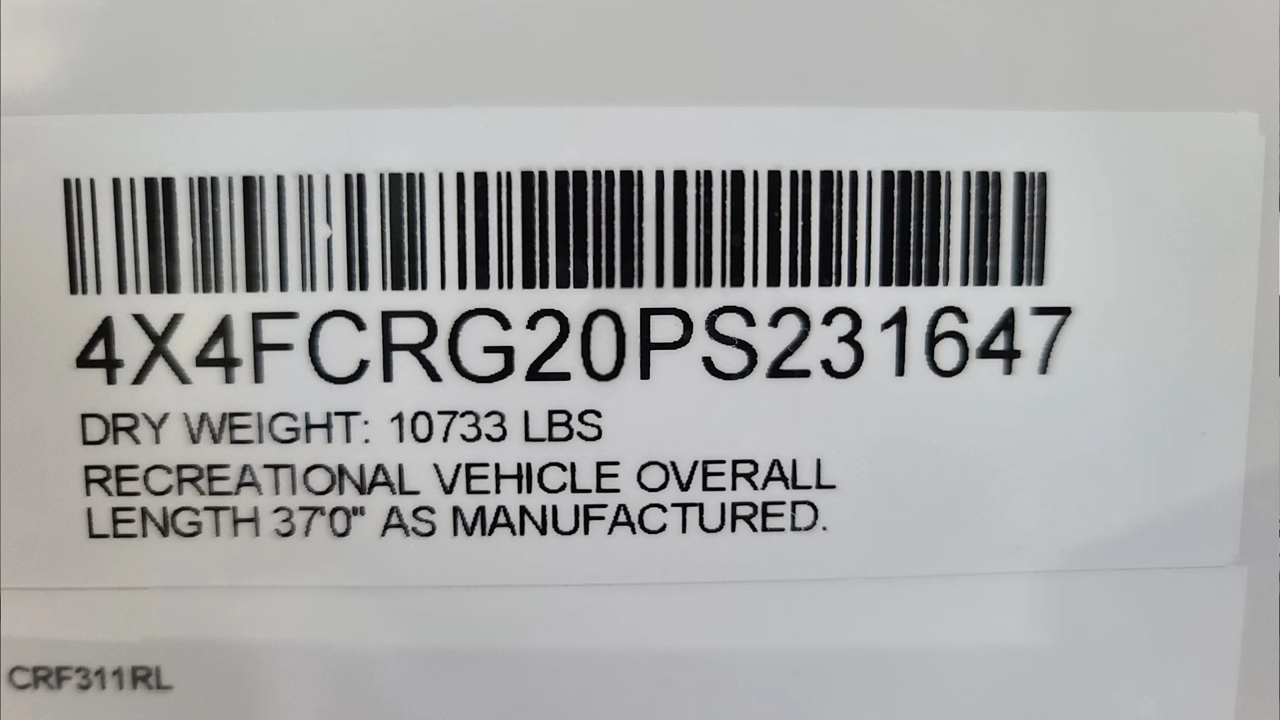 4X4FCRG20PS231647
DRY WEIGHT: 10733 LBS
RECREATIONAL VEHICLE OVERALL
LENGTH 37'0" AS MANUFACTURED.
CRF311RL